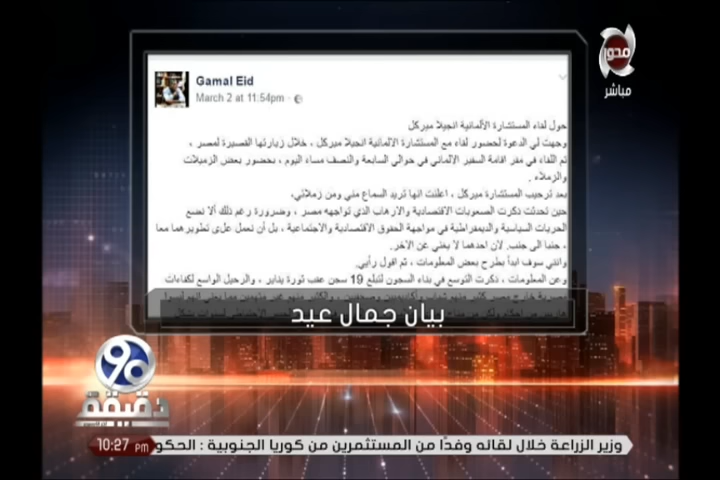 محور
مباشر
Gamal Eid
March 2 at 11:54pm
حول لقاء المستشارة الألمانية انجيلا ميركل
وجهت لي الدعوة لحضور لقاء مع المستشارة الالمانية انجيلا ميركل ، خلال زيارتها القصيرة لمصر ،
تم اللقاء في مقر اقامة السفير الالماني في حوالي السابعة والنصف مساء اليوم ، بحضور بعض الزميلات
والزملاء .
بعد ترحيب المستشارة ميركل ، اعلنت انها تريد السماع مني ومن زملائي،
حين تحدثت ذكرت الصعوبات الاقتصادية والارهاب الذي تواجهه مصر ، وضرورة رغم ذلك ألا نضع
الحريات السياسية والديمقراطية في مواجهة الحقوق الاقتصادية والاجتماعية ، بل أن نعمل على تطويرهما معا
، جنبا الى جنب. لان احدهما لا يغني عن الاخر.
وانني سوف ابدأ بطرح بعض المعلومات ، ثم اقول رأيي.
وعن المعلومات ، ذكرت التوسع في بناء السجون لتبلغ 19 سجن عقب ثورة يناير ، والرحيل الواسع لكفاءات
بيان جمال عيد
90
دقيقة
10:27 PM
وزير الزراعة خلال لقائه وفدًا من المستثمرين من كوريا الجنوبية : الحكو